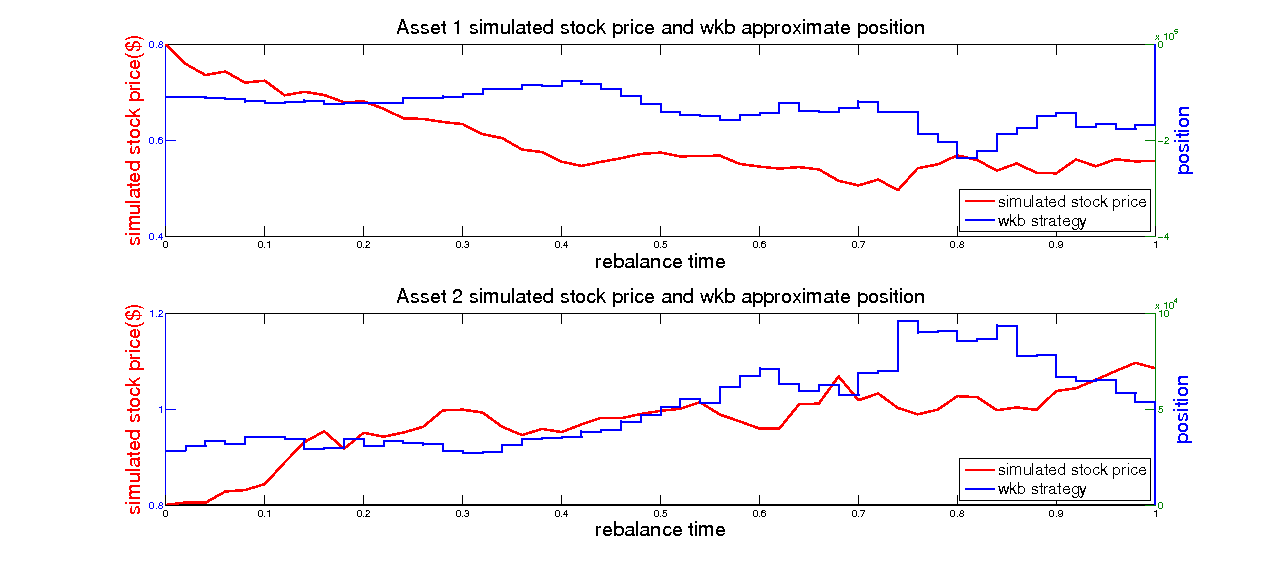 Asset 1 simulated stock price and wkb approximate position
x 10^5
simulated stock price($)
0.8
0.6
0.4
0
-2
-4
position
simulated stock price
wkb strategy
0 0.1 0.2 0.3 0.4 0.5 0.6 0.7 0.8 0.9 1
rebalance time
Asset 2 simulated stock price and wkb approximate position
x 10^4
simulated stock price($)
1.2
1
0.8
10
5
0
position
simulated stock price
wkb strategy
0 0.1 0.2 0.3 0.4 0.5 0.6 0.7 0.8 0.9 1
rebalance time